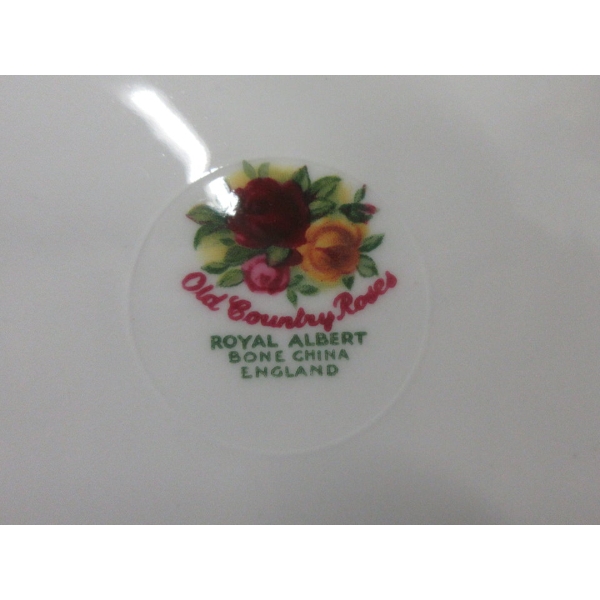 Old Country Roses
ROYAL ALBERT
BONE CHINA
ENGLAND